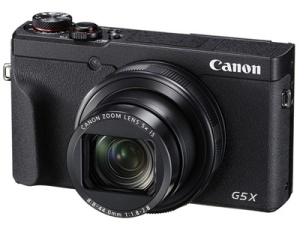 Canon
CANON ZOOM LENS 5x IS
8.8-44.0mm 1:1.8-2.8
G5X